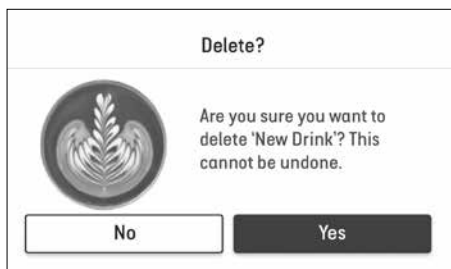 Delete?
Are you sure you want to
delete ‘New Drink’? This
cannot be undone.
No
Yes